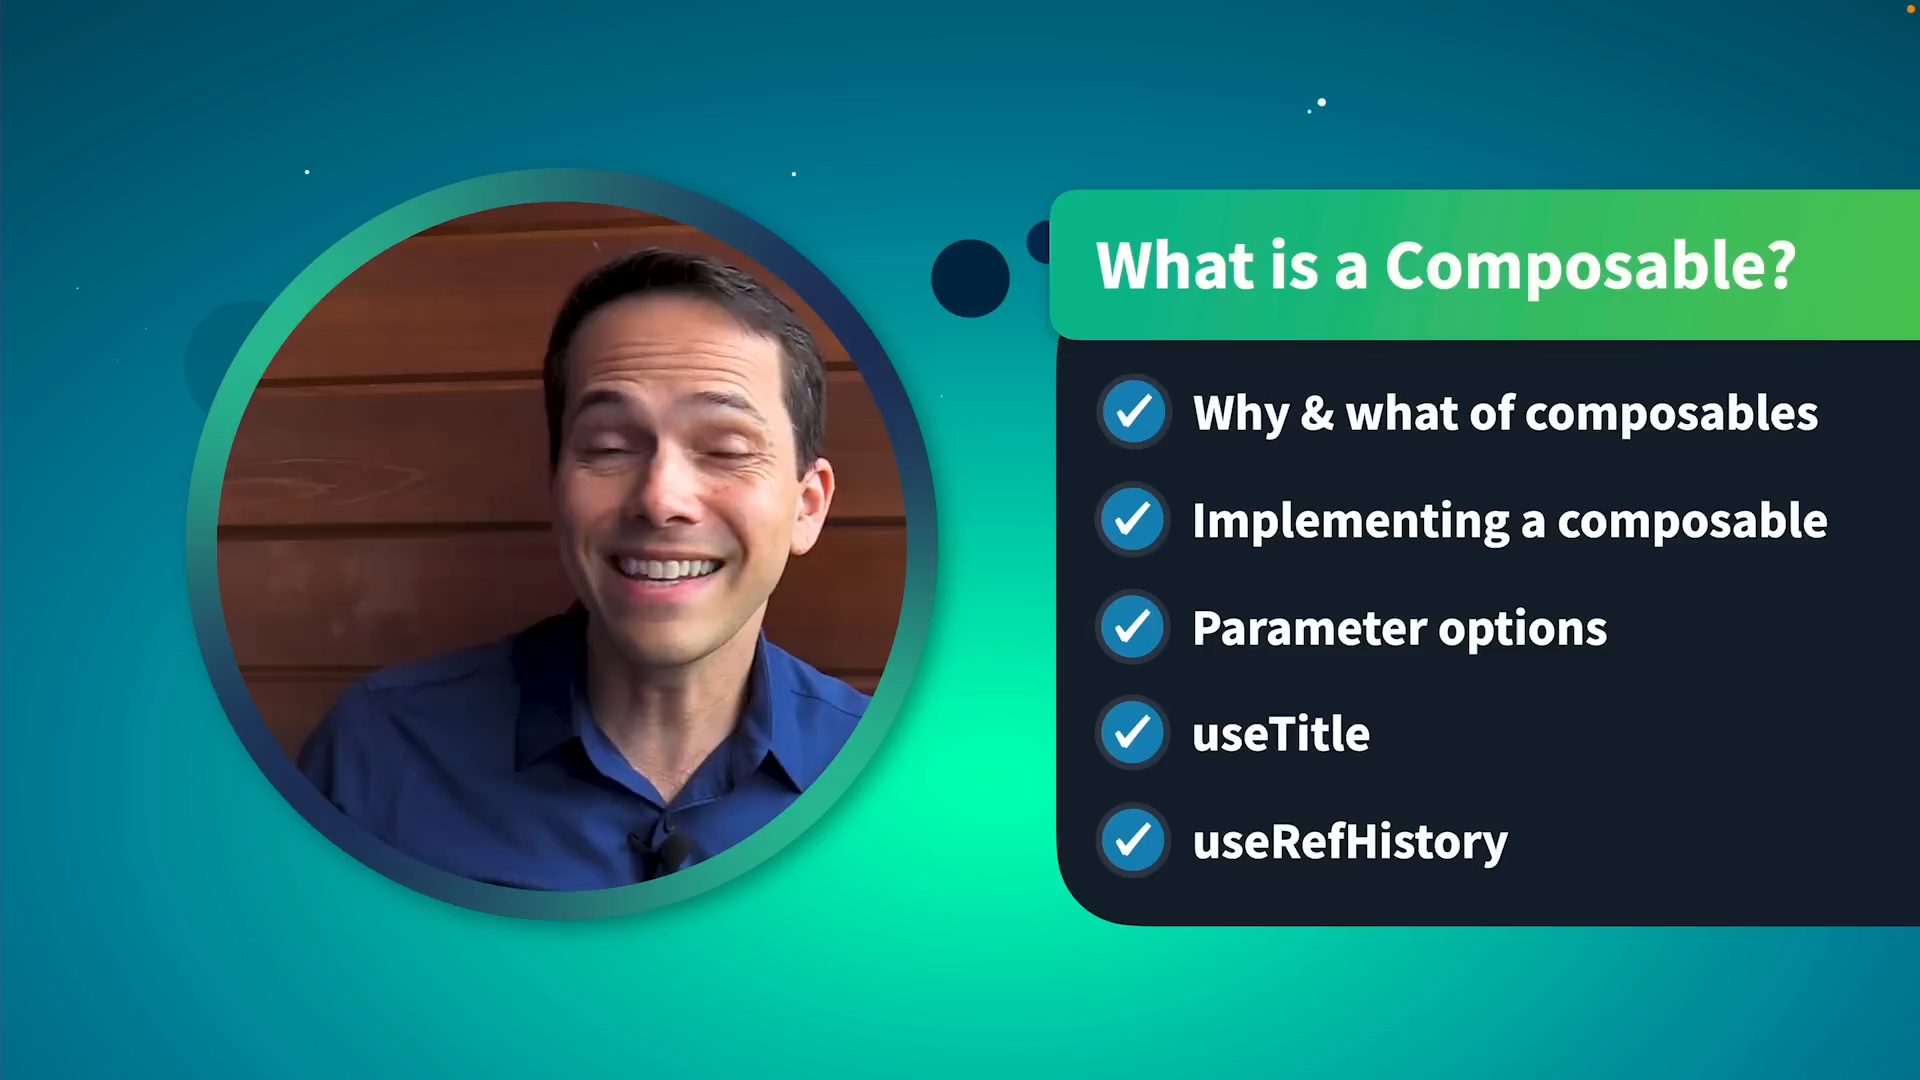 What is a Composable?
Why & what of composables
Implementing a composable
Parameter options
useTitle
useRefHistory